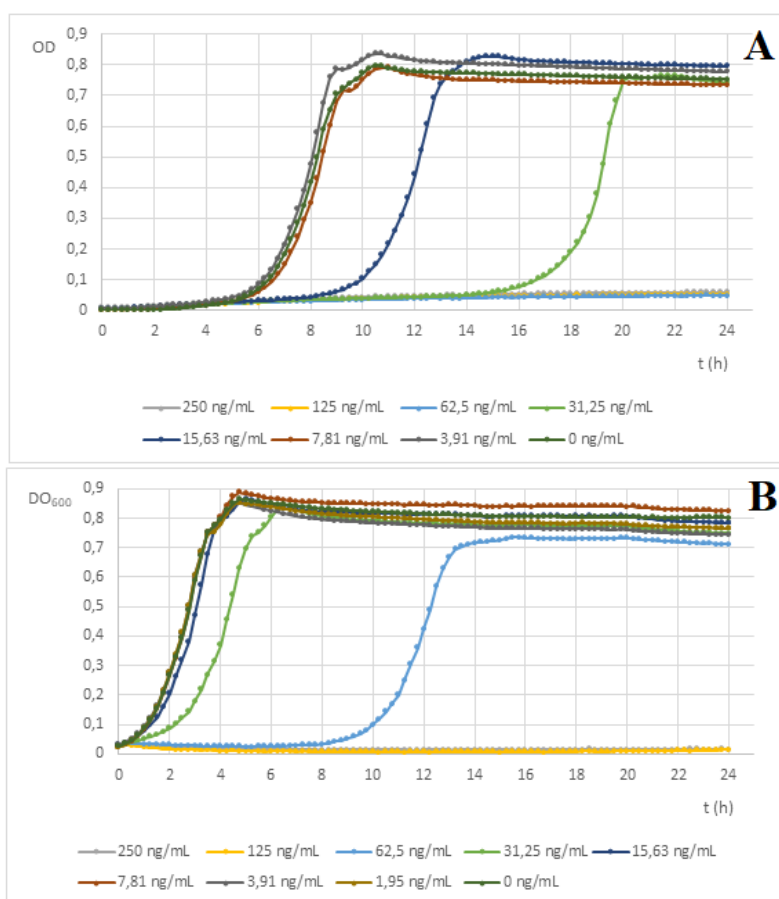 A
OD
0,9
0,8
0,7
0,6
0,5
0,4
0,3
0,2
0,1
0
0 2 4 6 8 10 12 14 16 18 20 22 24
t (h)
250 ng/mL 125 ng/mL 62,5 ng/mL 31,25 ng/mL
15,63 ng/mL 7,81 ng/mL 3,91 ng/mL 0 ng/mL
B
DO₆₀₀
0,9
0,8
0,7
0,6
0,5
0,4
0,3
0,2
0,1
0
0 2 4 6 8 10 12 14 16 18 20 22 24
t (h)
250 ng/mL 125 ng/mL 62,5 ng/mL 31,25 ng/mL 15,63 ng/mL
7,81 ng/mL 3,91 ng/mL 1,95 ng/mL 0 ng/mL